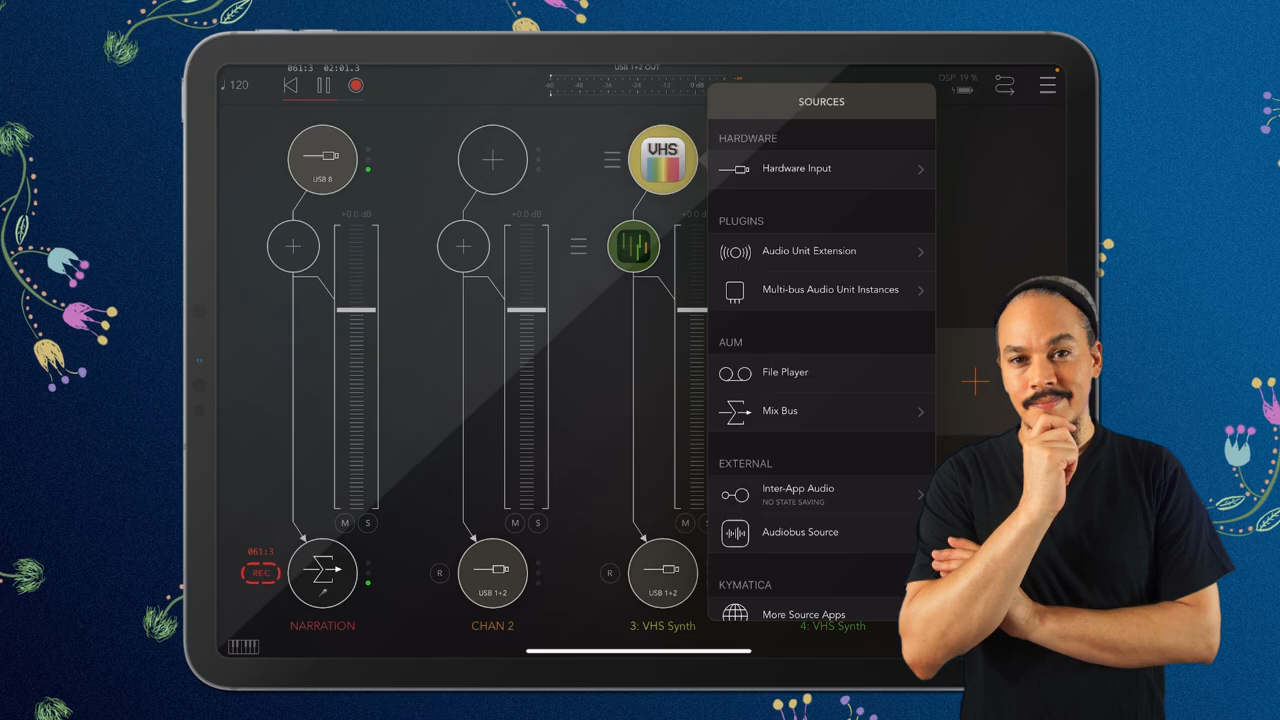 061:3 02:01.3
♩ 120
USB 1+2 OUT
-60 -48 -36 -24 -12 0 dB
-∞
DSP: 19 %
SOURCES
HARDWARE
Hardware Input
PLUGINS
Audio Unit Extension
Multi-bus Audio Unit Instances
AUM
File Player
Mix Bus
EXTERNAL
Inter-App Audio
NO STATE SAVING
Audiobus Source
KYMATICA
More Source Apps
USB 8
VHS
+0.0 dB
+0.0 dB
+0.0 d
M S
M S
M S
061:3
REC
R
USB 1+2
R
USB 1+2
NARRATION
CHAN 2
3: VHS Synth
4: VHS Synth